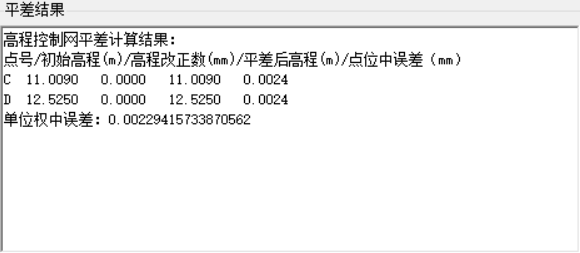 平差结果
高程控制网平差计算结果:
点号/初始高程(m)/高程改正数(mm)/平差后高程(m)/点位中误差（mm）
C  11.0090   0.0000   11.0090   0.0024
D  12.5250   0.0000   12.5250   0.0024
单位权中误差: 0.00229415733870562